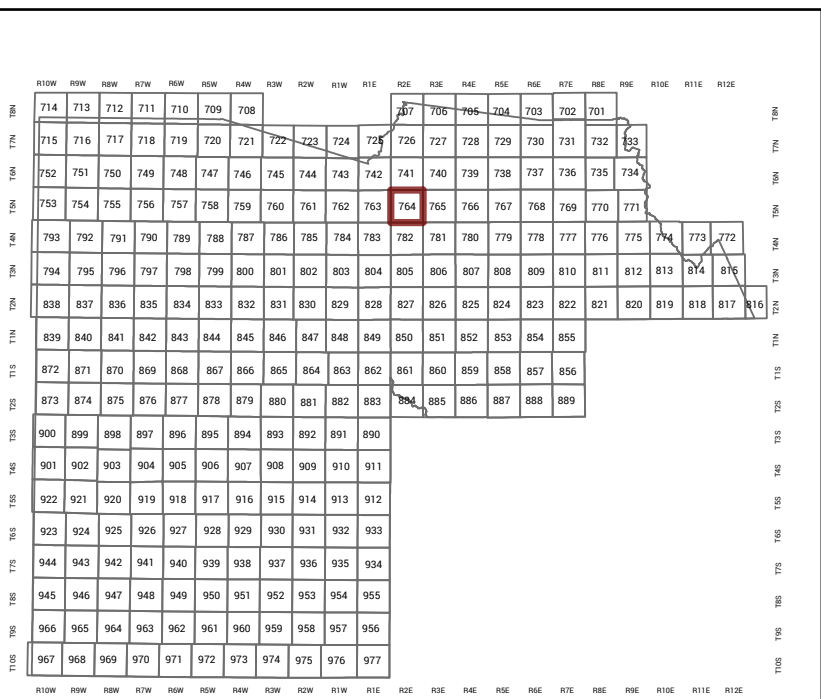 R10W R9W R8W R7W R6W R5W R4W R3W R2W R1W R1E R2E R3E R4E R5E R6E R7E R8E R9E R10E R11E R12E
T8N 714 713 712 711 710 709 708 707 706 705 704 703 702 701 T8N
T7N 715 716 717 718 719 720 721 722 723 724 725 726 727 728 729 730 731 732 733 T7N
T6N 752 751 750 749 748 747 746 745 744 743 742 741 740 739 738 737 736 735 734 T6N
T5N 753 754 755 756 757 758 759 760 761 762 763 764 765 766 767 768 769 770 771 T5N
T4N 793 792 791 790 789 788 787 786 785 784 783 782 781 780 779 778 777 776 775 774 773 772 T4N
T3N 794 795 796 797 798 799 800 801 802 803 804 805 806 807 808 809 810 811 812 813 814 815 T3N
T2N 838 837 836 835 834 833 832 831 830 829 828 827 826 825 824 823 822 821 820 819 818 817 816 T2N
T1N 839 840 841 842 843 844 845 846 847 848 849 850 851 852 853 854 855 T1N
T1S 872 871 870 869 868 867 866 865 864 863 862 861 860 859 858 857 856 T1S
T2S 873 874 875 876 877 878 879 880 881 882 883 884 885 886 887 888 889 T2S
T3S 900 899 898 897 896 895 894 893 892 891 890 T3S
T4S 901 902 903 904 905 906 907 908 909 910 911 T4S
T5S 922 921 920 919 918 917 916 915 914 913 912 T5S
T6S 923 924 925 926 927 928 929 930 931 932 933 T6S
T7S 944 943 942 941 940 939 938 937 936 935 934 T7S
T8S 945 946 947 948 949 950 951 952 953 954 955 T8S
T9S 966 965 964 963 962 961 960 959 958 957 956 T9S
T10S 967 968 969 970 971 972 973 974 975 976 977 T10S
R10W R9W R8W R7W R6W R5W R4W R3W R2W R1W R1E R2E R3E R4E R5E R6E R7E R8E R9E R10E R11E R12E